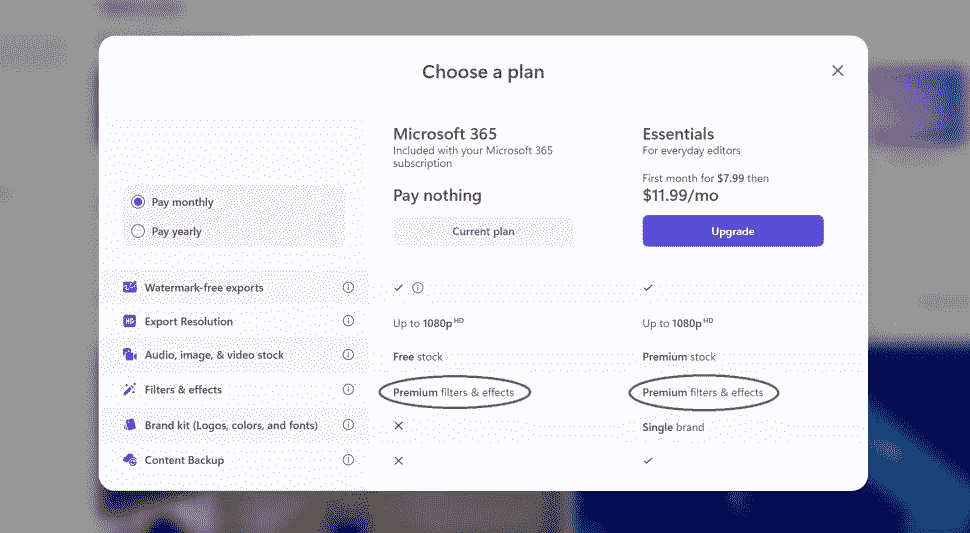 Choose a plan
Microsoft 365
Included with your Microsoft 365
subscription
Pay nothing
Current plan
Essentials
For everyday editors
First month for $7.99 then
$11.99/mo
Upgrade
Pay monthly
Pay yearly
Watermark-free exports
Export Resolution
Up to 1080p HD
Up to 1080p HD
Audio, image, & video stock
Free stock
Premium stock
Filters & effects
Premium filters & effects
Premium filters & effects
Brand kit (Logos, colors, and fonts)
Single brand
Content Backup